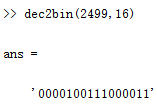 >> dec2bin(2499,16)
ans =
'0000100111000011'